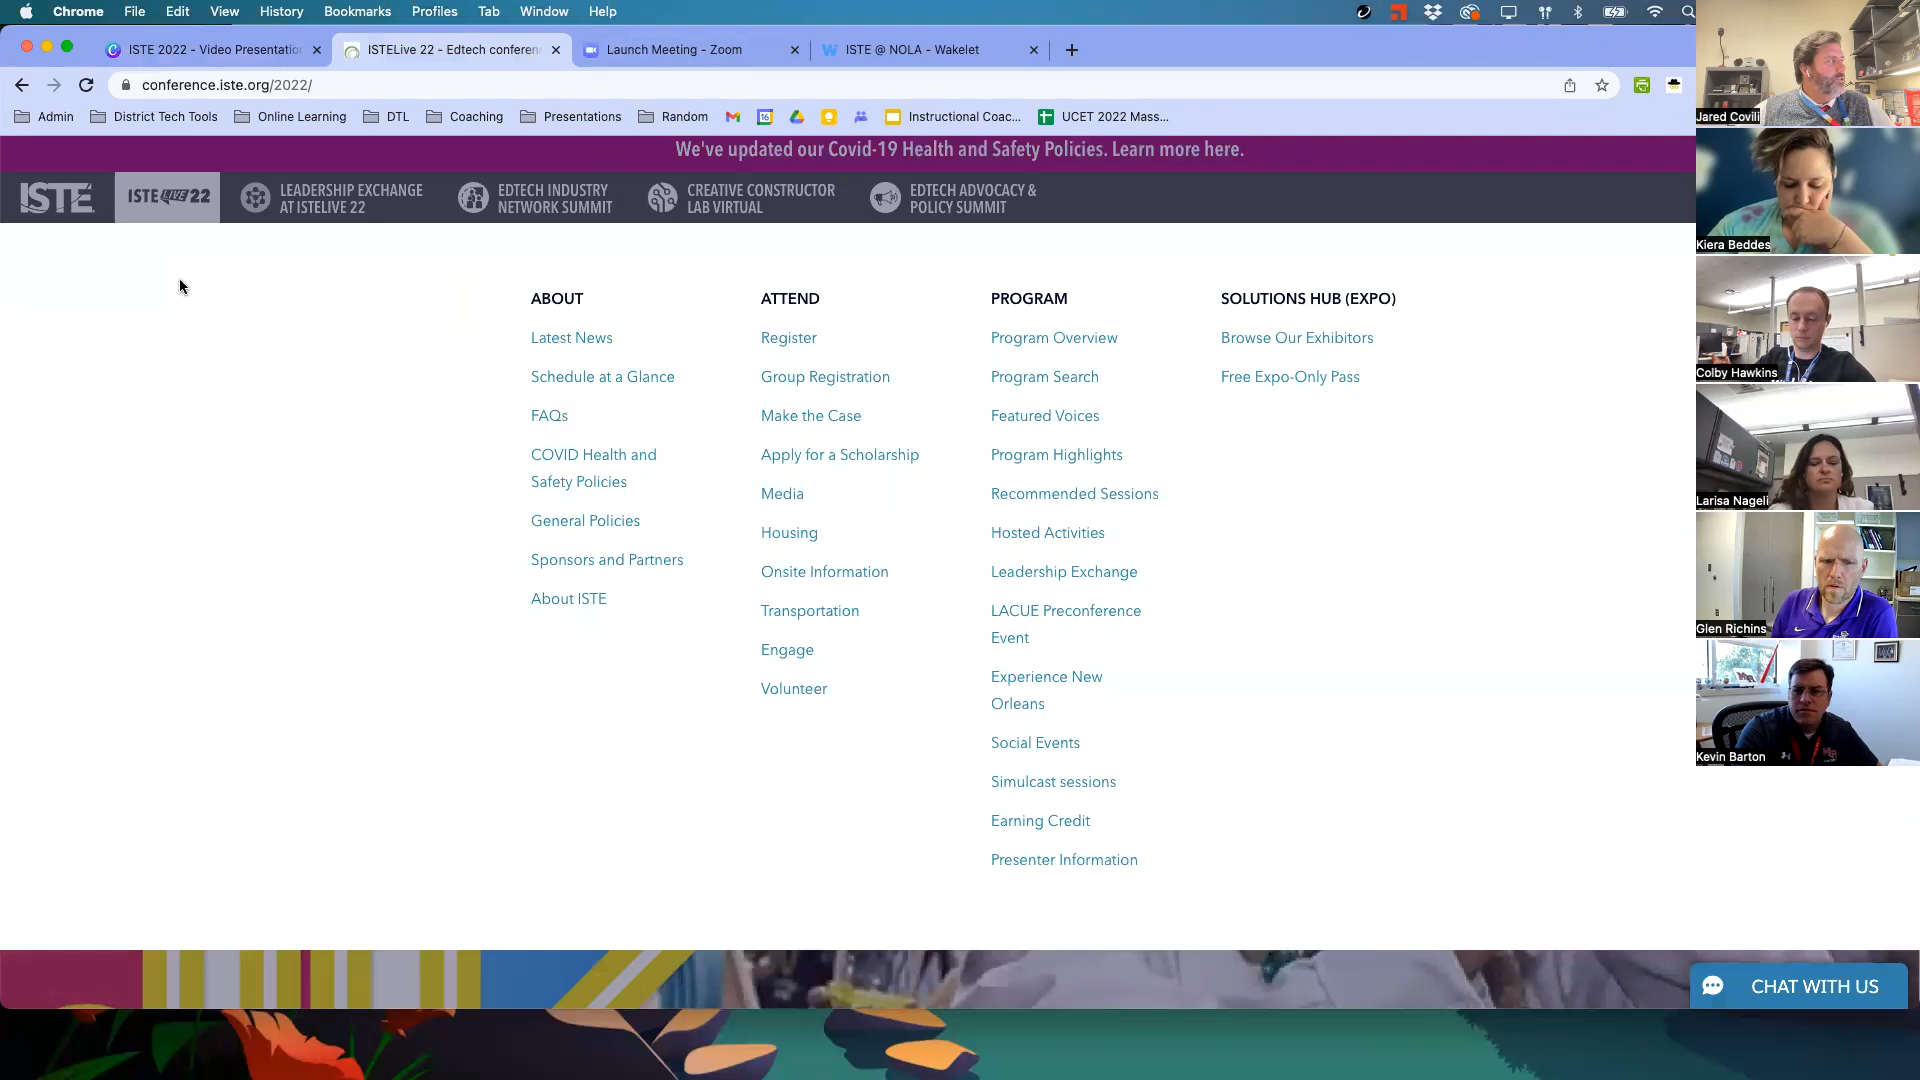 Chrome File Edit View History Bookmarks Profiles Tab Window Help
ISTE 2022 - Video Presentatio
ISTELive 22 - Edtech conferen
Launch Meeting - Zoom
ISTE @ NOLA - Wakelet
conference.iste.org/2022/
Admin District Tech Tools Online Learning DTL Coaching Presentations Random Instructional Coac... UCET 2022 Mass...
We've updated our Covid-19 Health and Safety Policies. Learn more here.
ISTE
ISTE LIVE 22
LEADERSHIP EXCHANGE
AT ISTELIVE 22
EDTECH INDUSTRY
NETWORK SUMMIT
CREATIVE CONSTRUCTOR
LAB VIRTUAL
EDTECH ADVOCACY &
POLICY SUMMIT
ABOUT
Latest News
Schedule at a Glance
FAQs
COVID Health and
Safety Policies
General Policies
Sponsors and Partners
About ISTE
ATTEND
Register
Group Registration
Make the Case
Apply for a Scholarship
Media
Housing
Onsite Information
Transportation
Engage
Volunteer
PROGRAM
Program Overview
Program Search
Featured Voices
Program Highlights
Recommended Sessions
Hosted Activities
Leadership Exchange
LACUE Preconference
Event
Experience New
Orleans
Social Events
Simulcast sessions
Earning Credit
Presenter Information
SOLUTIONS HUB (EXPO)
Browse Our Exhibitors
Free Expo-Only Pass
CHAT WITH US
Jared Covili
Kiera Beddes
Colby Hawkins
Larisa Nageli
Glen Richins
Kevin Barton